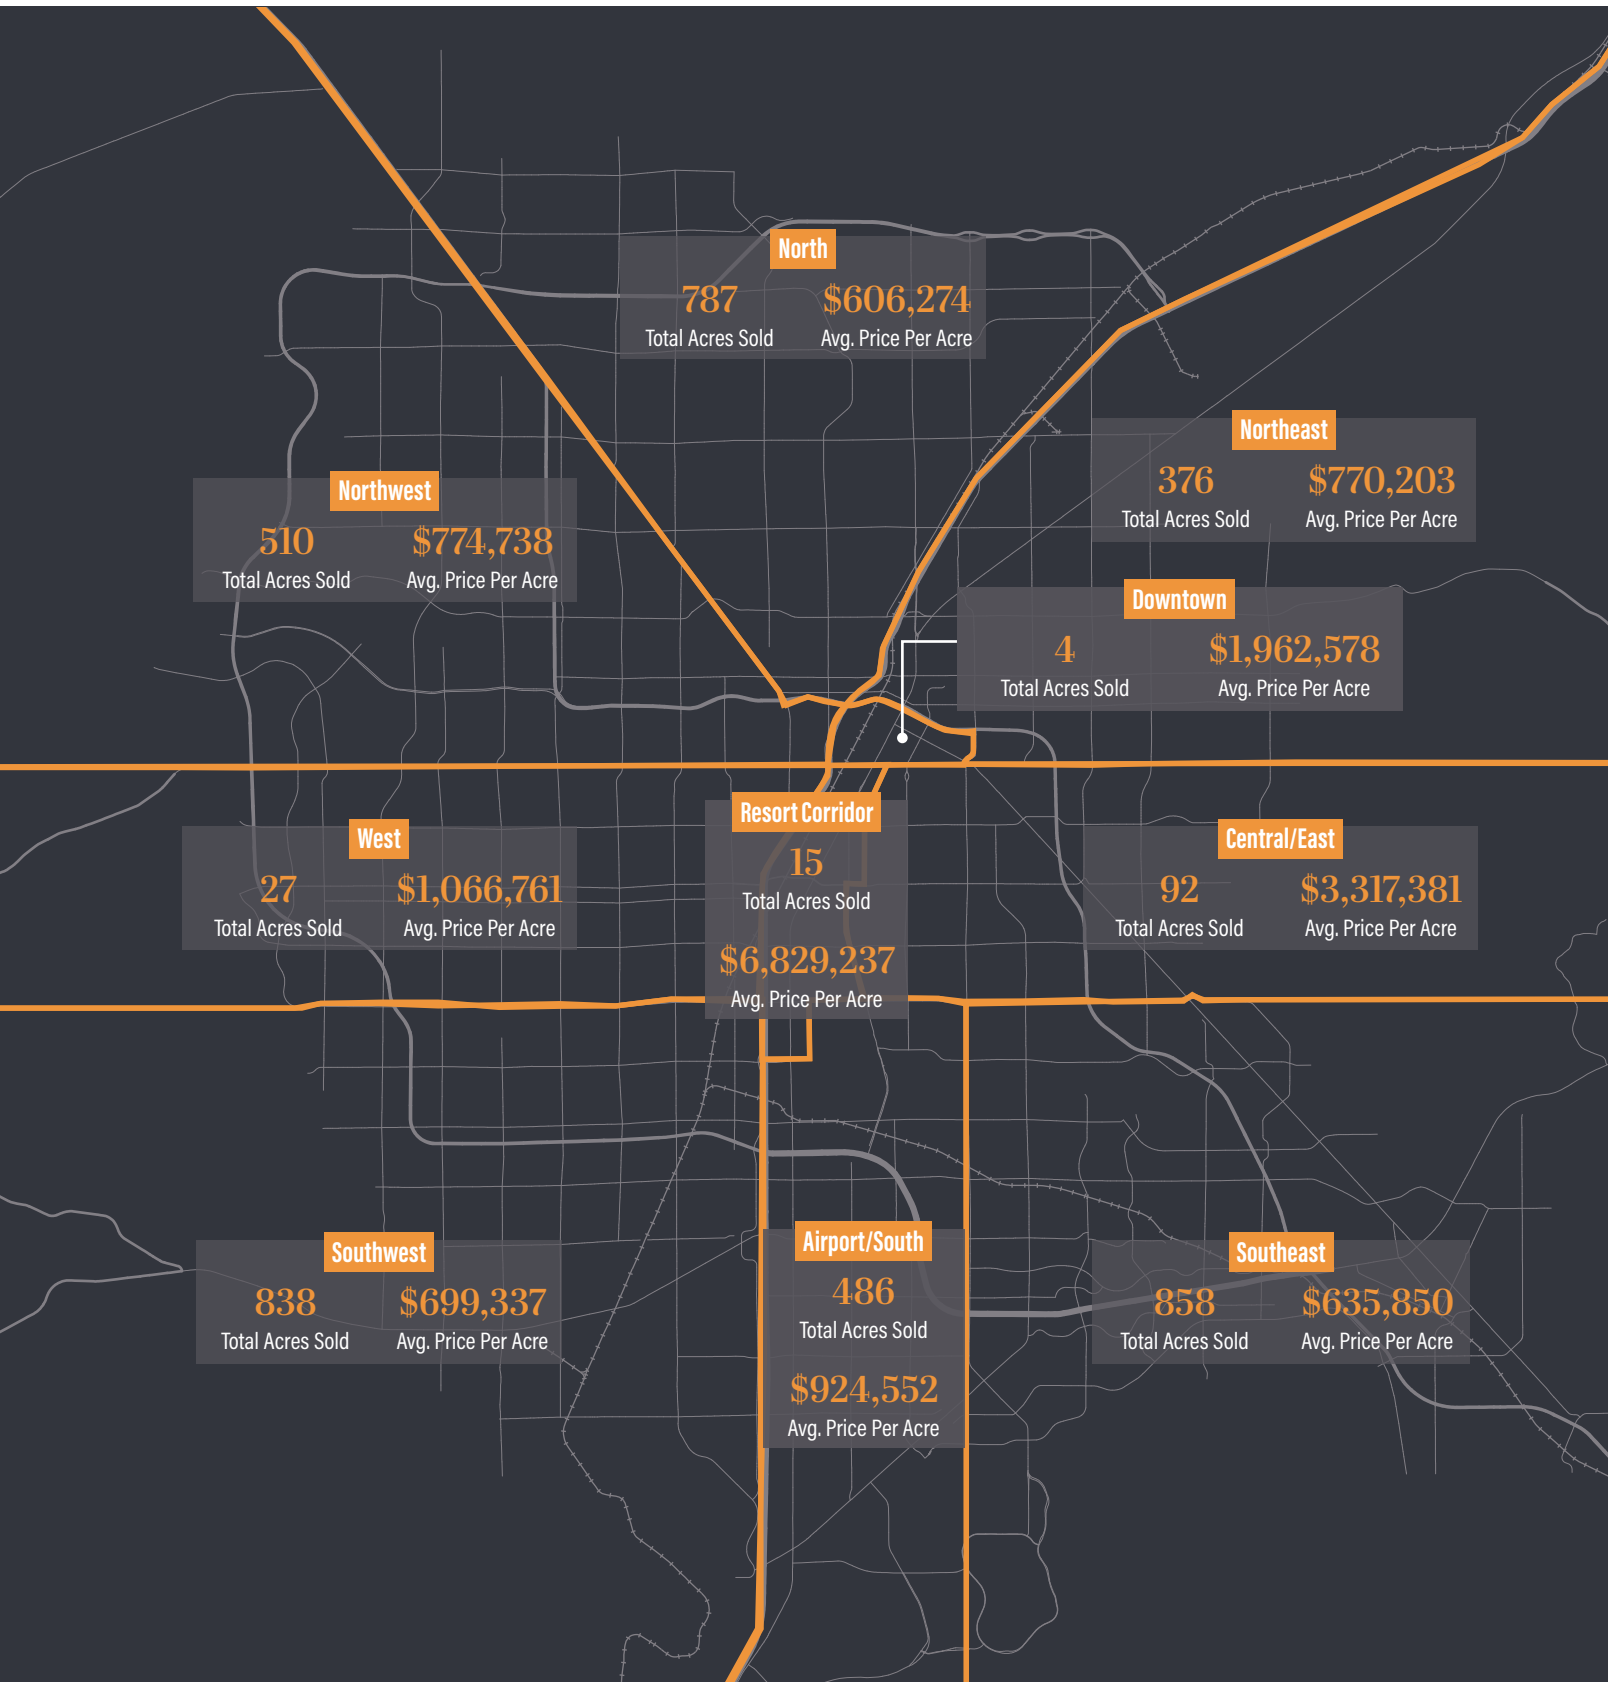 North
787 $606,274
Total Acres Sold Avg. Price Per Acre
Northeast
376 $770,203
Total Acres Sold Avg. Price Per Acre
Northwest
510 $774,738
Total Acres Sold Avg. Price Per Acre
Downtown
4 $1,962,578
Total Acres Sold Avg. Price Per Acre
Resort Corridor
15
Total Acres Sold
$6,829,237
Avg. Price Per Acre
West
27 $1,066,761
Total Acres Sold Avg. Price Per Acre
Central/East
92 $3,317,381
Total Acres Sold Avg. Price Per Acre
Airport/South
486
Total Acres Sold
$924,552
Avg. Price Per Acre
Southwest
838 $699,337
Total Acres Sold Avg. Price Per Acre
Southeast
858 $635,850
Total Acres Sold Avg. Price Per Acre